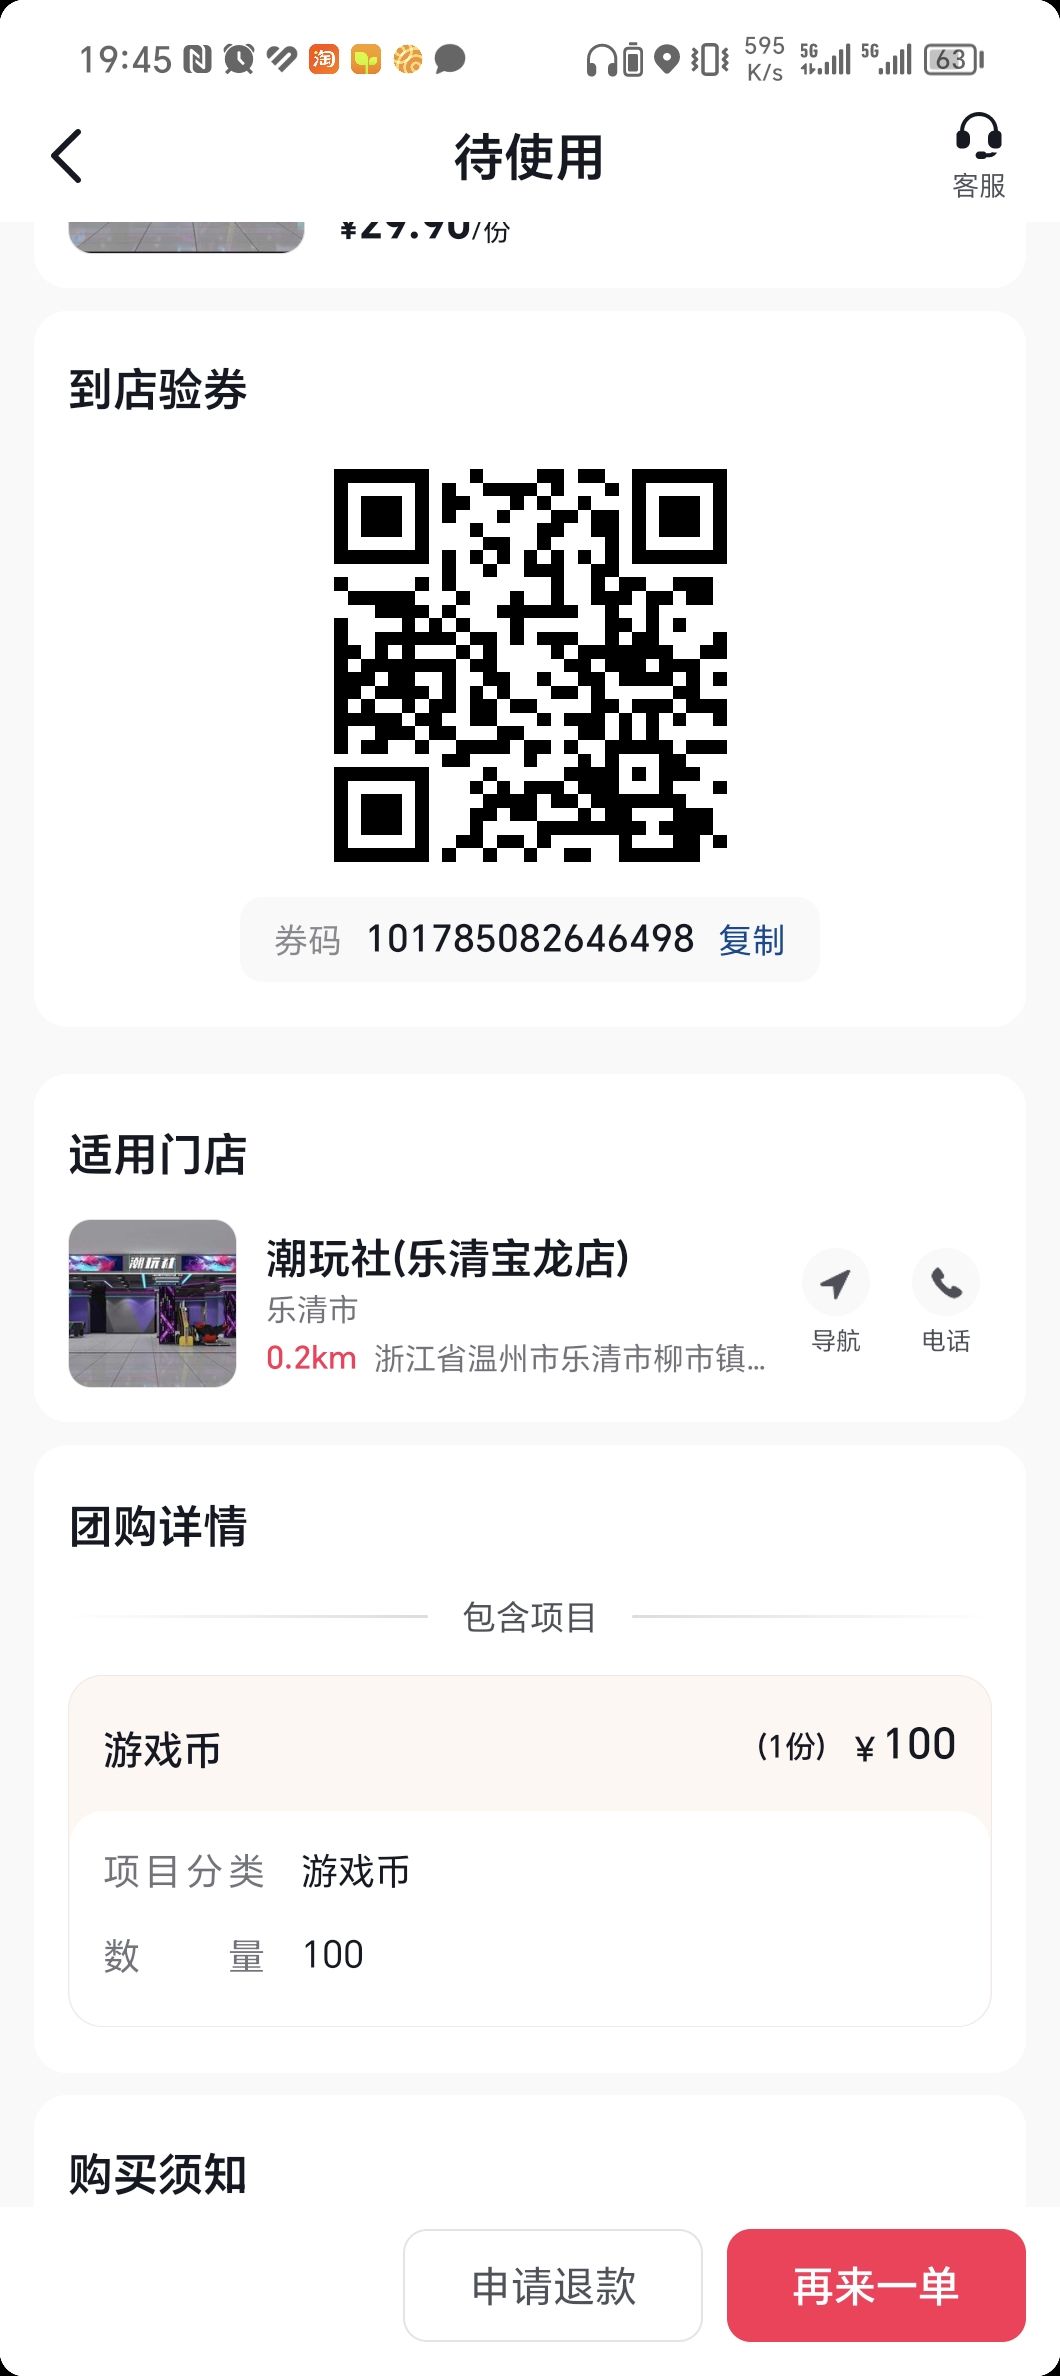 19:45
595
K/s
5G
5G
63
待使用
客服
¥29.90/份
到店验券
券码 101785082646498 复制
适用门店
潮玩社
潮玩社(乐清宝龙店)
乐清市
0.2km 浙江省温州市乐清市柳市镇...
导航
电话
团购详情
包含项目
游戏币 (1份) ¥100
项目分类 游戏币
数量 100
购买须知
申请退款
再来一单